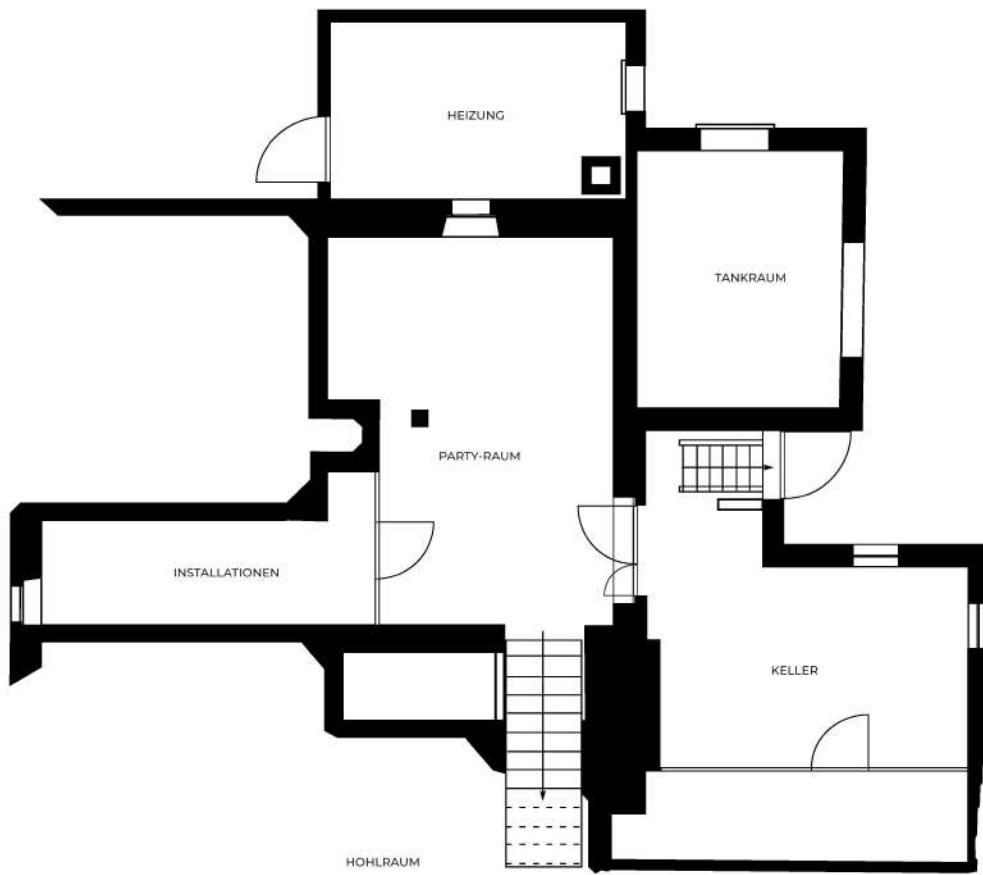 HEIZUNG
TANKRAUM
PARTY-RAUM
INSTALLATIONEN
KELLER
HOHLRAUM